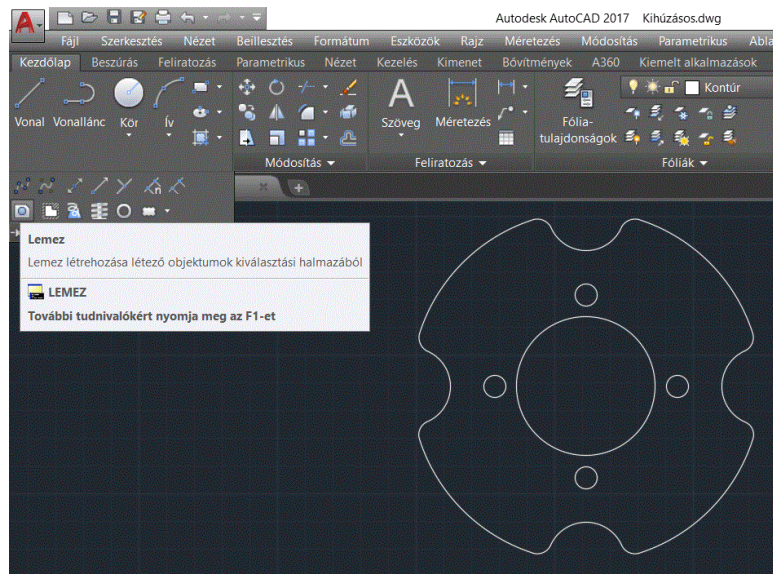 Autodesk AutoCAD 2017 Kihúzásos.dwg
Fájl Szerkesztés Nézet Beillesztés Formátum Eszközök Rajz Méretezés Módosítás Parametrikus Abla
Kezdőlap Beszúrás Feliratozás Parametrikus Nézet Kezelés Kimenet Bővítmények A360 Kiemelt alkalmazások
Vonal Vonallánc Kör Ív
Szöveg Méretezés
Fólia-
tulajdonságok
Kontúr
Módosítás Feliratozás Fóliák
Lemez
Lemez létrehozása létező objektumok kiválasztási halmazából
LEMEZ
További tudnivalókért nyomja meg az F1-et